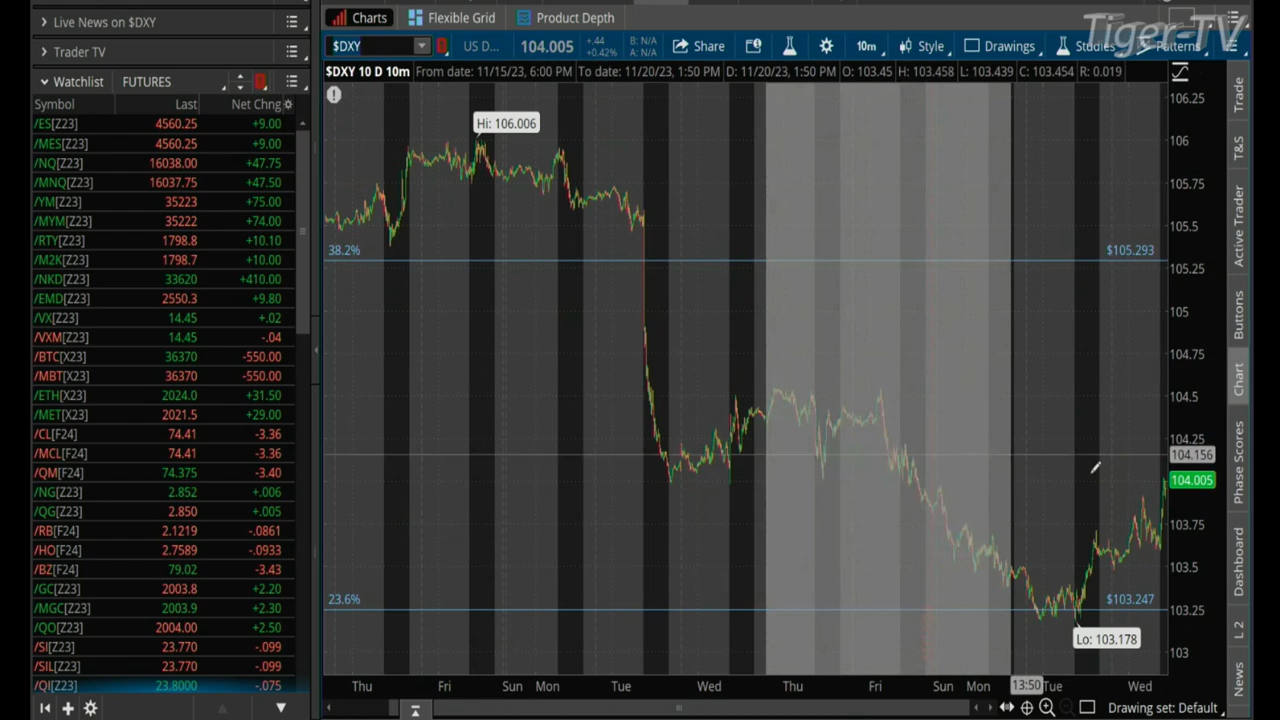 Live News on $DXY
Trader TV
Watchlist FUTURES
Symbol Last Net Chng
/ES[Z23] 4560.25 +9.00
/MES[Z23] 4560.25 +9.00
/NQ[Z23] 16038.00 +47.75
/MNQ[Z23] 16037.75 +47.50
/YM[Z23] 35223 +75.00
/MYM[Z23] 35222 +74.00
/RTY[Z23] 1798.8 +10.10
/M2K[Z23] 1798.7 +10.00
/NKD[Z23] 33620 +410.00
/EMD[Z23] 2550.3 +9.80
/VX[Z23] 14.45 +.02
/VXM[Z23] 14.45 -.04
/BTC[X23] 36370 -550.00
/MBT[X23] 36370 -550.00
/ETH[X23] 2024.0 +31.50
/MET[X23] 2021.5 +29.00
/CL[F24] 74.41 -3.36
/MCL[F24] 74.41 -3.36
/QM[F24] 74.375 -3.40
/NG[Z23] 2.852 +.006
/QG[Z23] 2.850 +.005
/RB[F24] 2.1219 -.0861
/HO[F24] 2.7589 -.0933
/BZ[F24] 79.02 -3.43
/GC[Z23] 2003.8 +2.20
/MGC[Z23] 2003.9 +2.30
/QO[Z23] 2004.00 +2.50
/SI[Z23] 23.770 -.099
/SIL[Z23] 23.770 -.099
/QI[Z23] 23.8000 -.075
Charts Flexible Grid Product Depth
Tiger-TV
$DXY US D... 104.005 +.44 +0.42% B: N/A A: N/A Share 10m Style Drawings Studies Patterns
$DXY 10 D 10m From date: 11/15/23, 6:00 PM To date: 11/20/23, 1:50 PM D: 11/20/23, 1:50 PM O: 103.45 H: 103.458 L: 103.439 C: 103.454 R: 0.019
Hi: 106.006
38.2% $105.293
23.6% $103.247
Lo: 103.178
106.25
106
105.75
105.5
105.25
105
104.75
104.5
104.25
104.156
104.005
103.75
103.5
103.25
103
Thu Fri Sun Mon Tue Wed Thu Fri Sun Mon 13:50 Tue Wed
Drawing set: Default
Trade
T&S
Active Trader
Buttons
Chart
Phase Scores
Dashboard
L 2
News